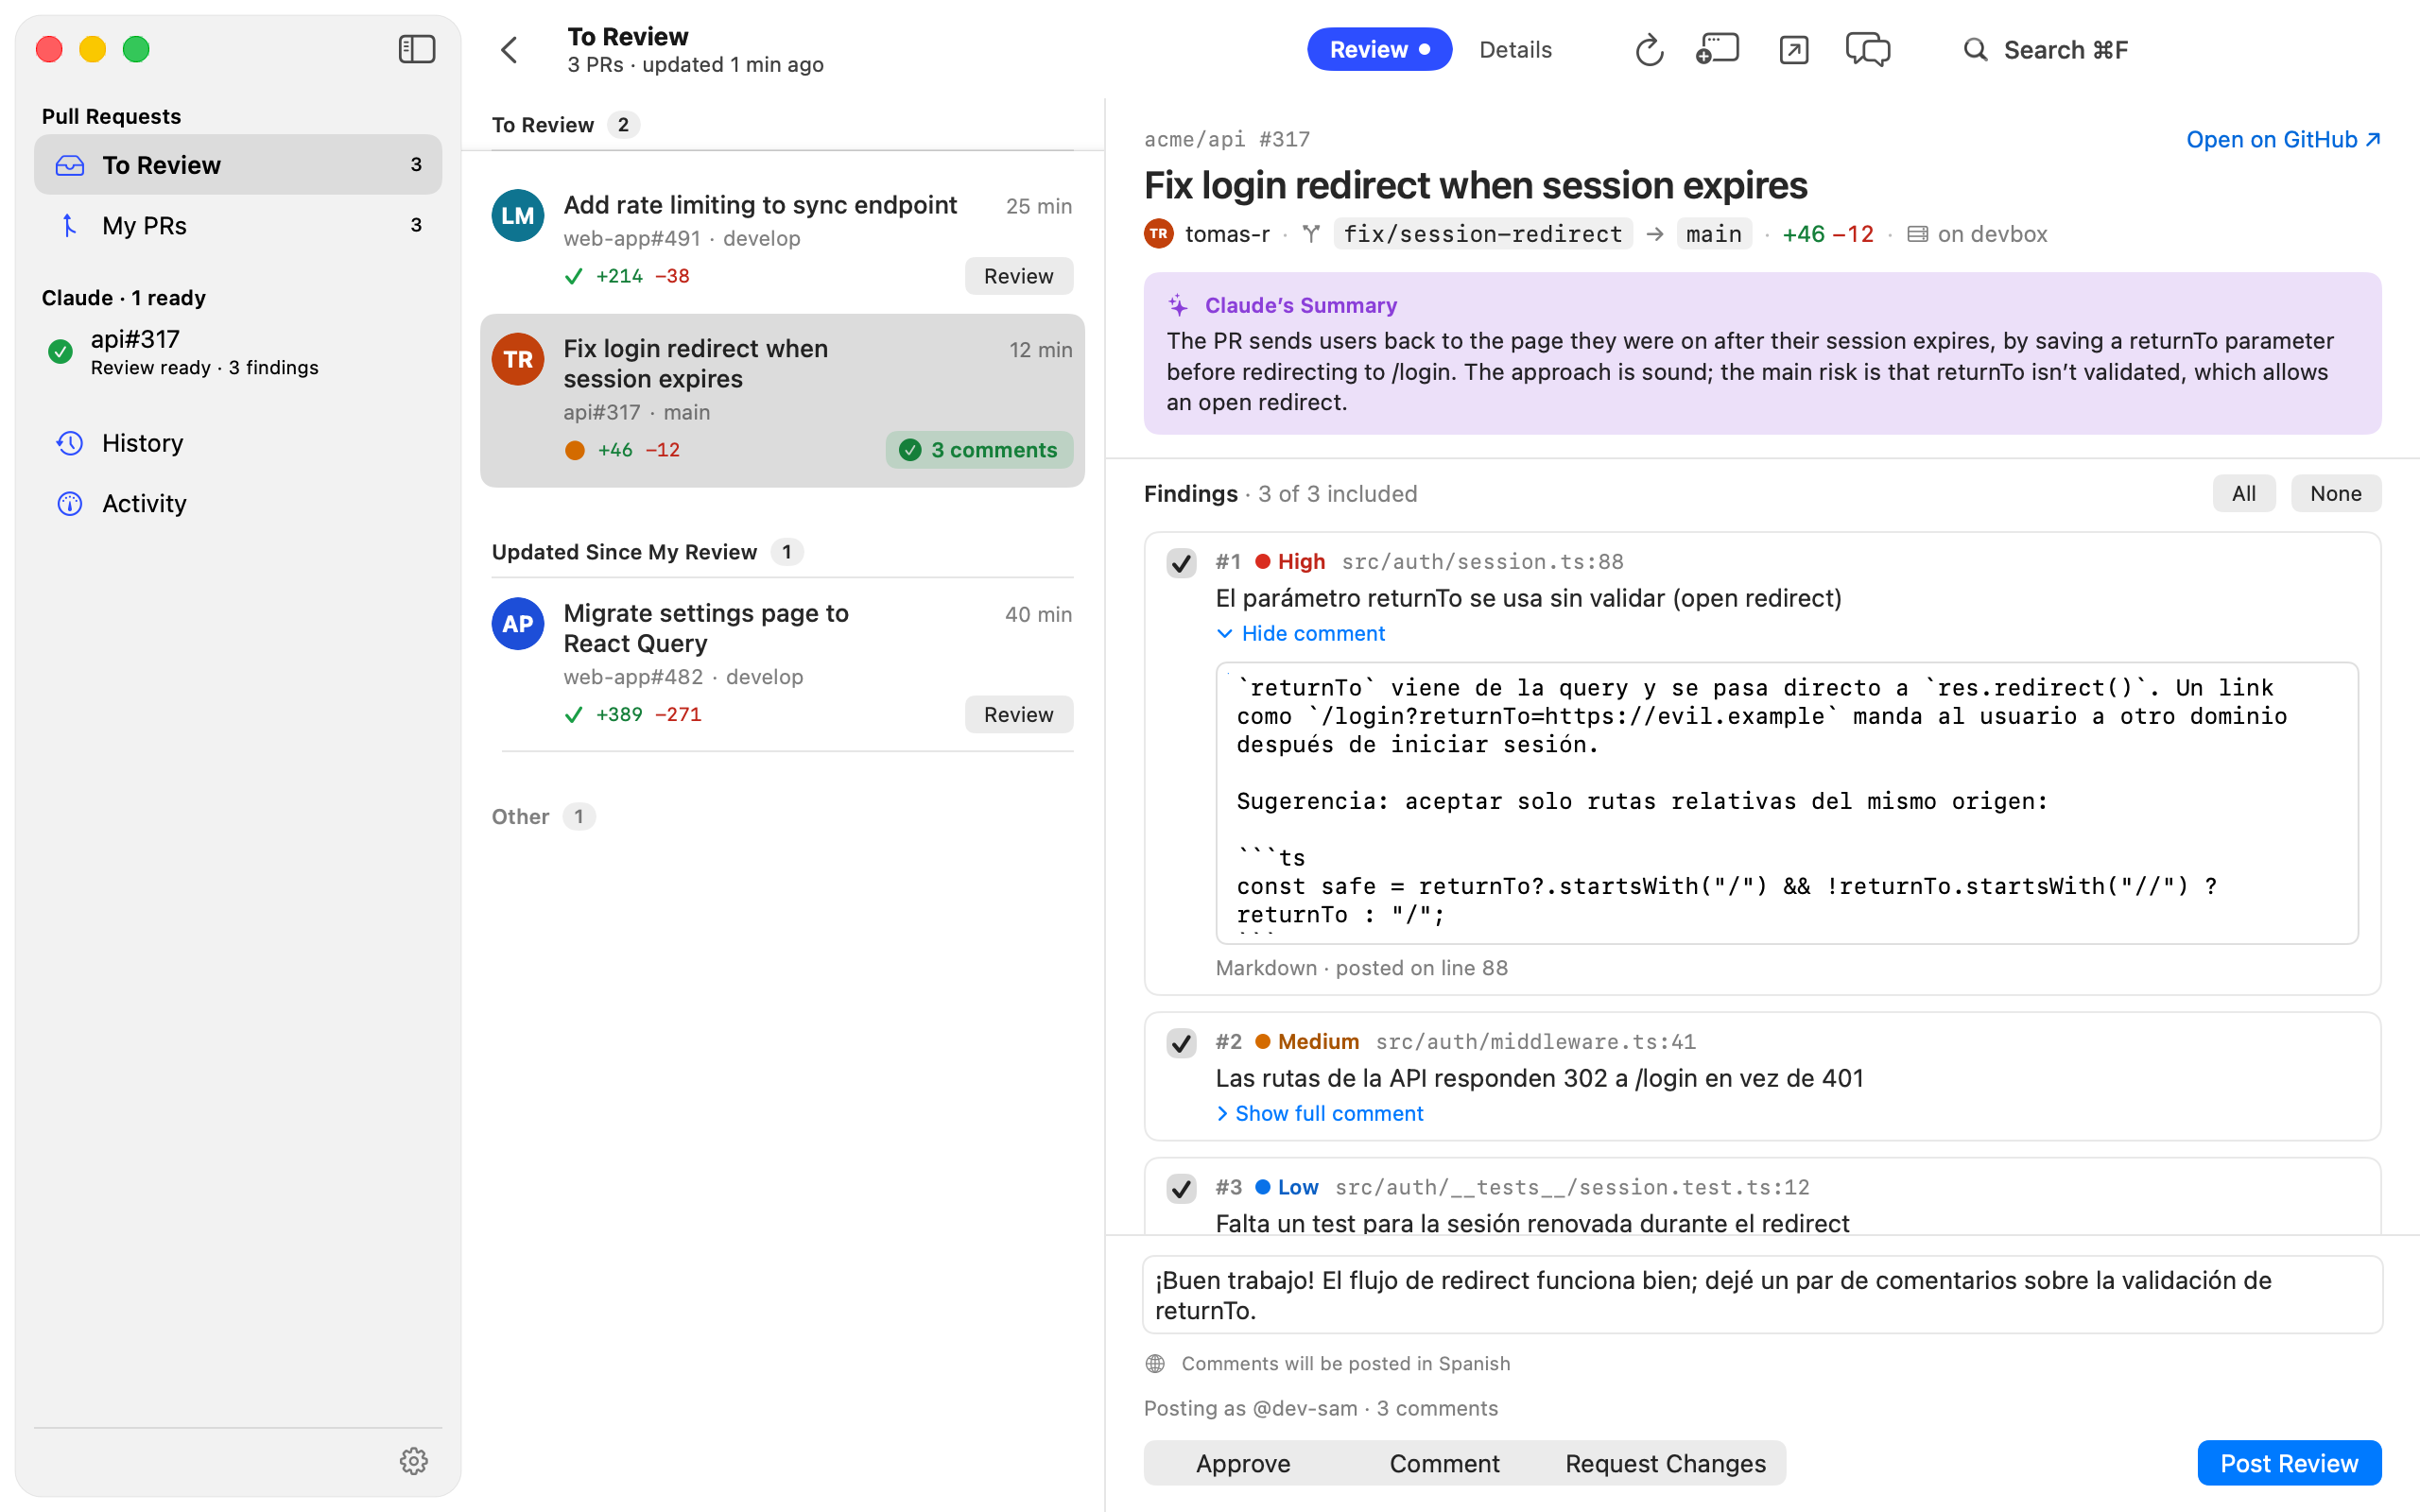 Pull Requests
To Review 3
My PRs 3
Claude · 1 ready
api#317
Review ready · 3 findings
History
Activity
To Review
3 PRs · updated 1 min ago
Review
Details
Search ⌘F
To Review 2
LM
Add rate limiting to sync endpoint 25 min
web-app#491 · develop
+214 −38
Review
TR
Fix login redirect when 12 min
session expires
api#317 · main
+46 −12
3 comments
Updated Since My Review 1
AP
Migrate settings page to 40 min
React Query
web-app#482 · develop
+389 −271
Review
Other 1
acme/api #317
Open on GitHub ↗
Fix login redirect when session expires
TR tomas-r · fix/session-redirect → main · +46 −12 · on devbox
Claude’s Summary
The PR sends users back to the page they were on after their session expires, by saving a returnTo parameter
before redirecting to /login. The approach is sound; the main risk is that returnTo isn’t validated, which allows
an open redirect.
Findings · 3 of 3 included
All
None
#1 High src/auth/session.ts:88
El parámetro returnTo se usa sin validar (open redirect)
Hide comment
`returnTo` viene de la query y se pasa directo a `res.redirect()`. Un link
como `/login?returnTo=https://evil.example` manda al usuario a otro dominio
después de iniciar sesión.
Sugerencia: aceptar solo rutas relativas del mismo origen:
```ts
const safe = returnTo?.startsWith("/") && !returnTo.startsWith("//") ?
returnTo : "/";
```
Markdown · posted on line 88
#2 Medium src/auth/middleware.ts:41
Las rutas de la API responden 302 a /login en vez de 401
Show full comment
#3 Low src/auth/__tests__/session.test.ts:12
Falta un test para la sesión renovada durante el redirect
¡Buen trabajo! El flujo de redirect funciona bien; dejé un par de comentarios sobre la validación de
returnTo.
Comments will be posted in Spanish
Posting as @dev-sam · 3 comments
Approve
Comment
Request Changes
Post Review